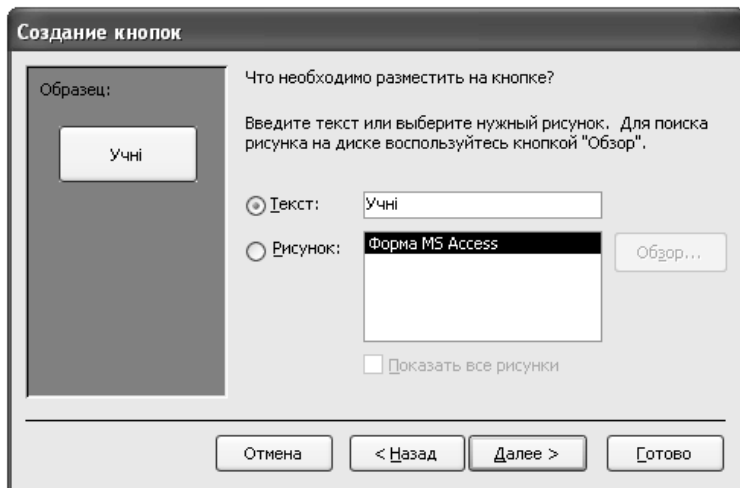 Создание кнопок
Образец:
Учні
Что необходимо разместить на кнопке?
Введите текст или выберите нужный рисунок. Для поиска
рисунка на диске воспользуйтесь кнопкой "Обзор".
Текст:
Учні
Рисунок:
Форма MS Access
Обзор...
Показать все рисунки
Отмена
< Назад
Далее >
Готово